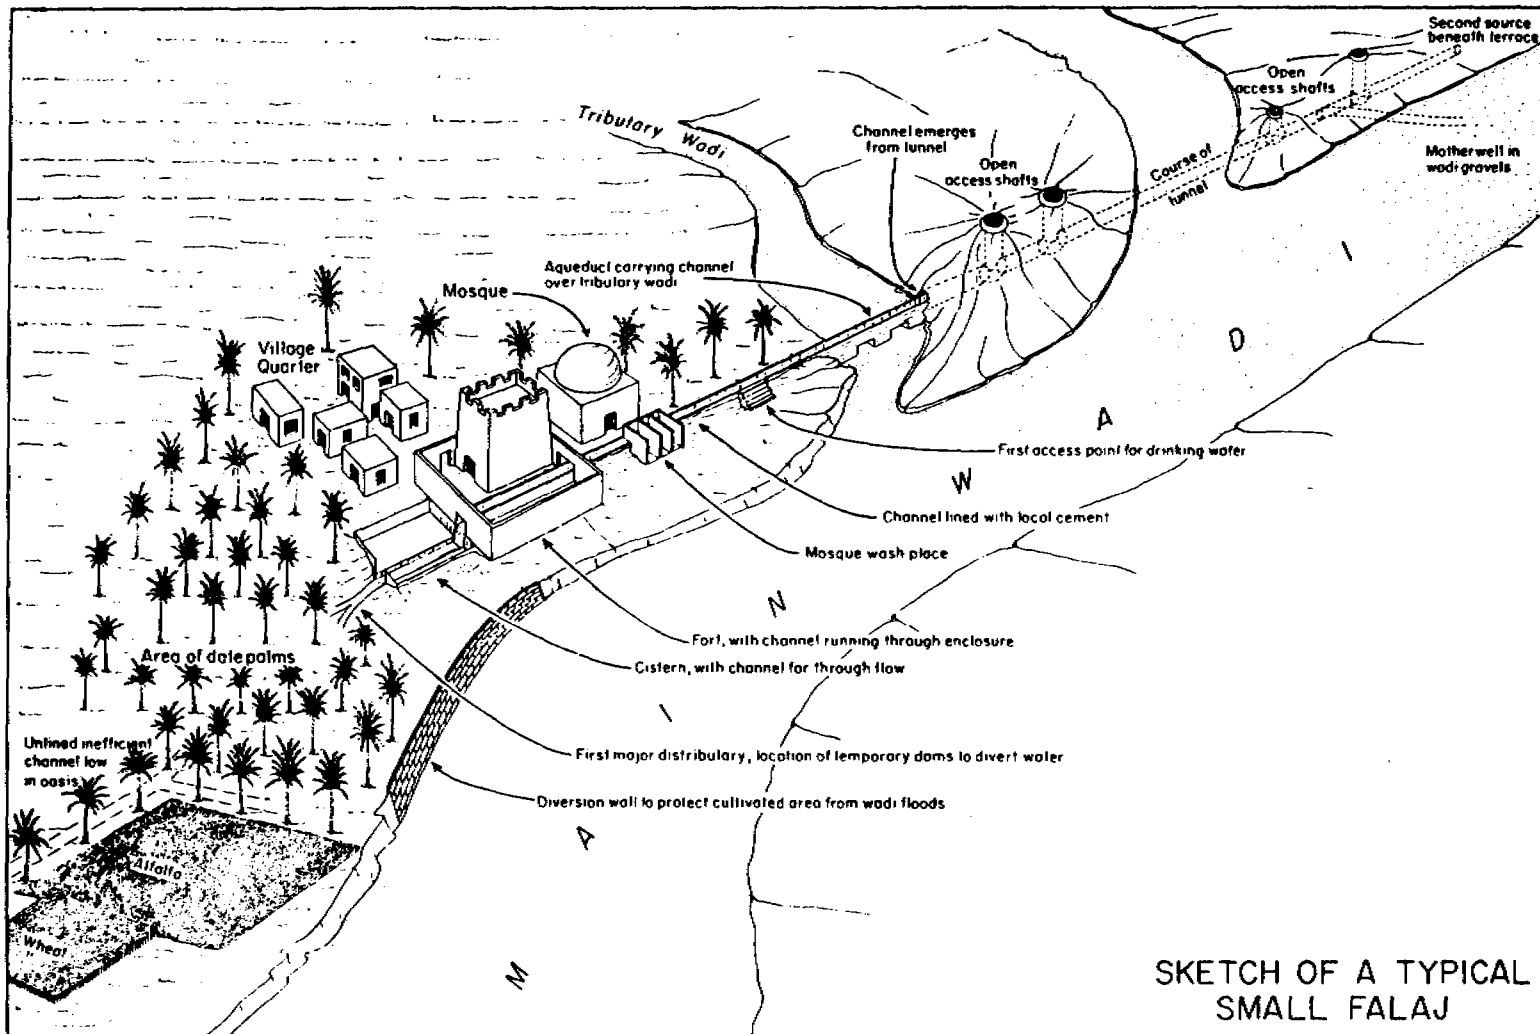 Second source
beneath terrace
Open
access shafts
Motherwell in
wadi gravels
Tributary Wadi
Channel emerges
from tunnel
Open
access shafts
Course of
tunnel
Aqueduct carrying channel
over tributary wadi
Mosque
Village
Quarter
First access point for drinking water
Channel lined with local cement
Mosque wash place
Fort, with channel running through enclosure
Cistern, with channel for through flow
Area of date palms
First major distributary, location of temporary dams to divert water
Unlined inefficient
channel low
in oasis
Diversion wall to protect cultivated area from wadi floods
Alfalfa
Wheat
MAIN WADI
SKETCH OF A TYPICAL
SMALL FALAJ